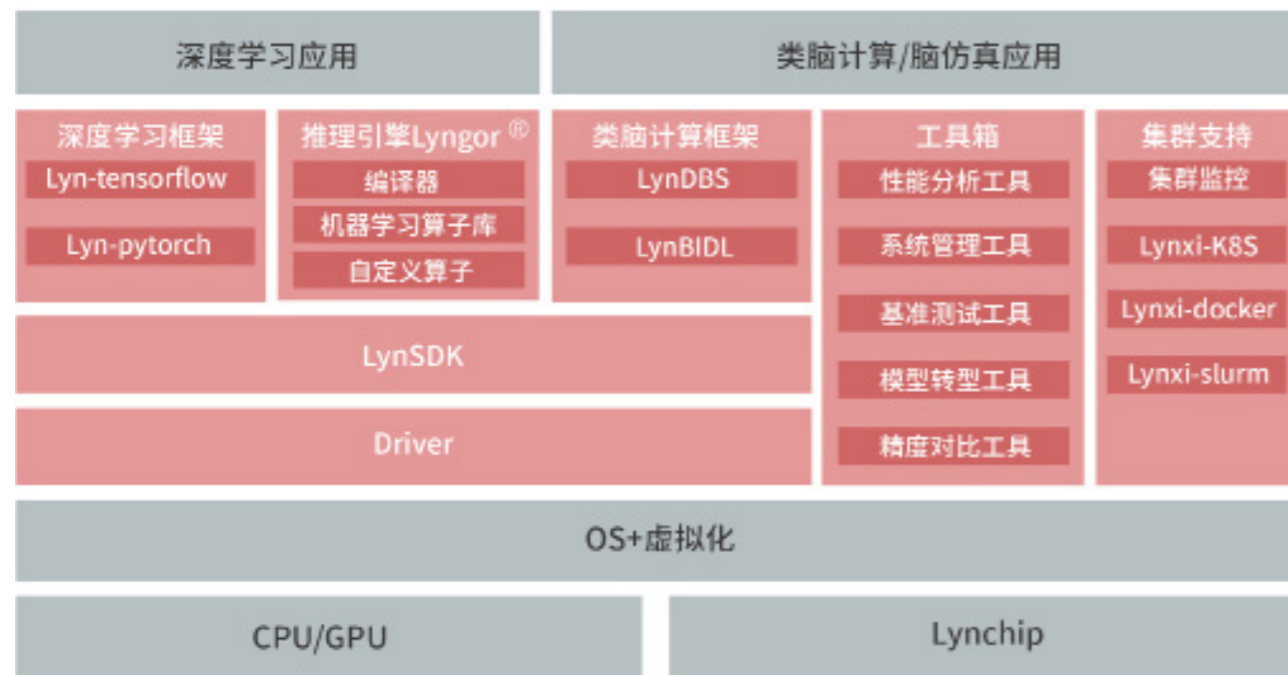 深度学习应用
类脑计算/脑仿真应用
深度学习框架
Lyn-tensorflow
Lyn-pytorch
推理引擎Lyngor®
编译器
机器学习算子库
自定义算子
类脑计算框架
LynDBS
LynBIDL
工具箱
性能分析工具
系统管理工具
基准测试工具
模型转型工具
精度对比工具
集群支持
集群监控
Lynxi-K8S
Lynxi-docker
Lynxi-slurm
LynSDK
Driver
OS+虚拟化
CPU/GPU
Lynchip